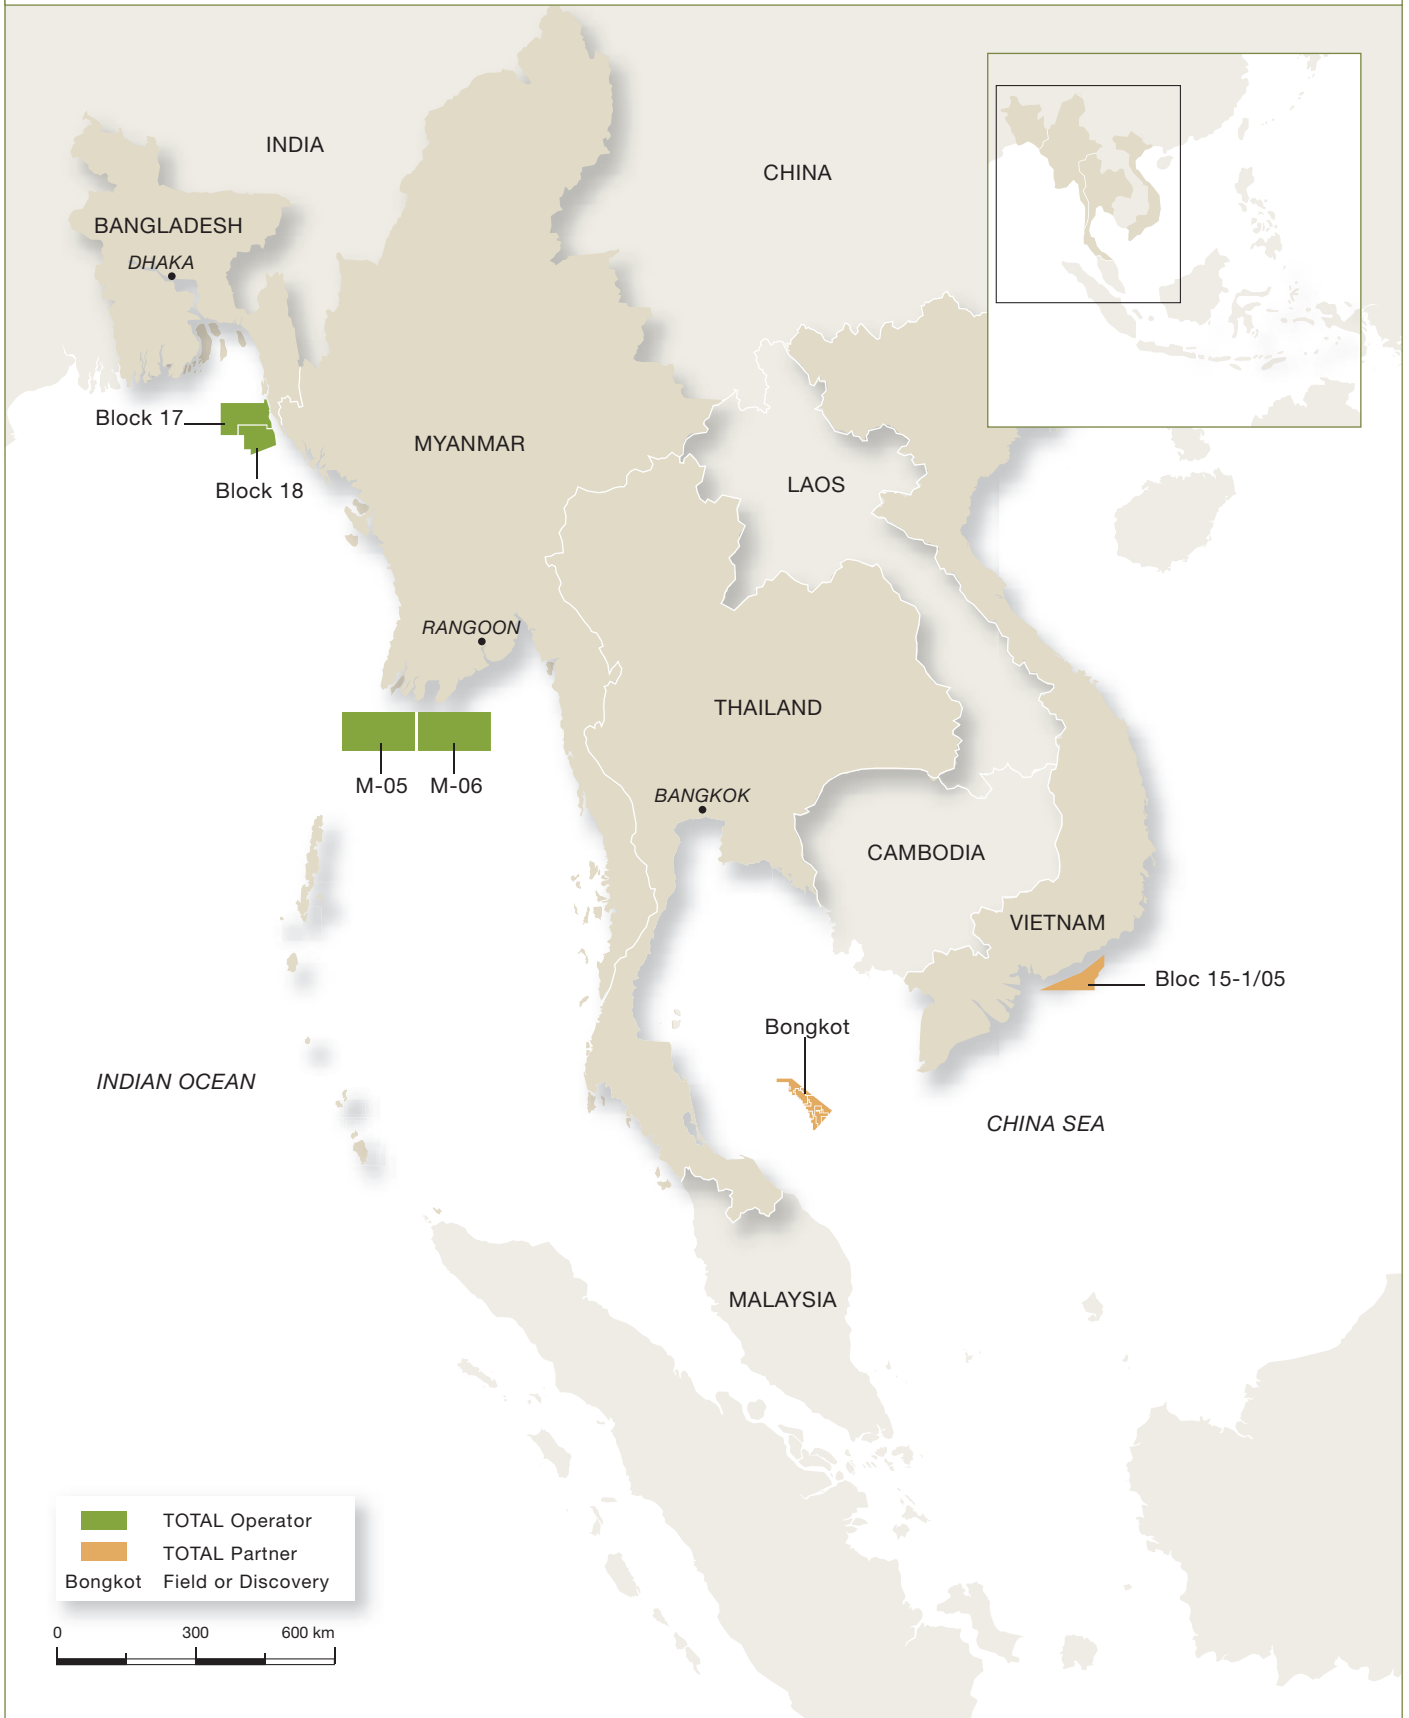 INDIA
CHINA
BANGLADESH
DHAKA
Block 17
MYANMAR
LAOS
Block 18
RANGOON
THAILAND
M-05
M-06
BANGKOK
CAMBODIA
VIETNAM
Bloc 15-1/05
Bongkot
INDIAN OCEAN
CHINA SEA
MALAYSIA
TOTAL Operator
TOTAL Partner
Bongkot Field or Discovery
0 300 600 km